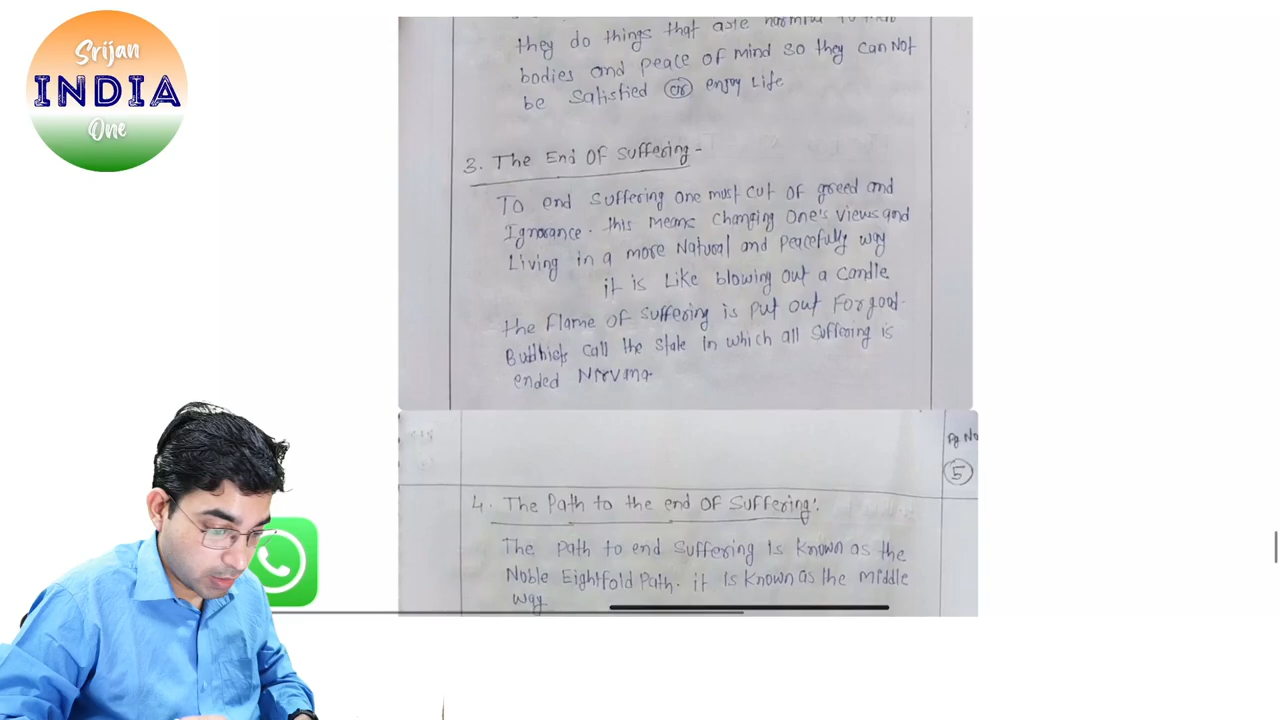 Srijan
INDIA
One
they do things that are harmful to their
bodies and peace of mind so they can Not
be satisfied or enjoy Life
3. The End Of Suffering -
To end Suffering one must cut of greed and
Ignorance. this means changing One's views and
Living in a more Natural and Peacefully way
it is Like blowing out a candle
the Flame of Suffering is Put out For good.
Budhists call the state in which all Suffering is
ended Nirvma
Pg No
5
4. The Path to the end OF Suffering:
The Path to end Suffering Is known as the
Noble Eightfold Path. it Is known as the middle
way